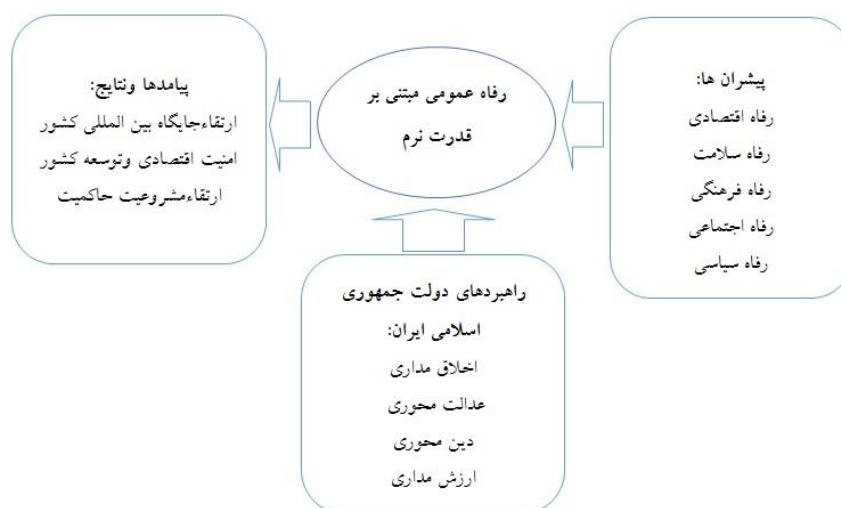 پیشران ها:
رفاه اقتصادی
رفاه سلامت
رفاه فرهنگی
رفاه اجتماعی
رفاه سیاسی
رفاه عمومی مبتنی بر
قدرت نرم
پیامدها ونتایج:
ارتقاءجایگاه بین المللی کشور
امنیت اقتصادی وتوسعه کشور
ارتقاءمشروعیت حاکمیت
راهبردهای دولت جمهوری
اسلامی ایران:
اخلاق مداری
عدالت محوری
دین محوری
ارزش مداری